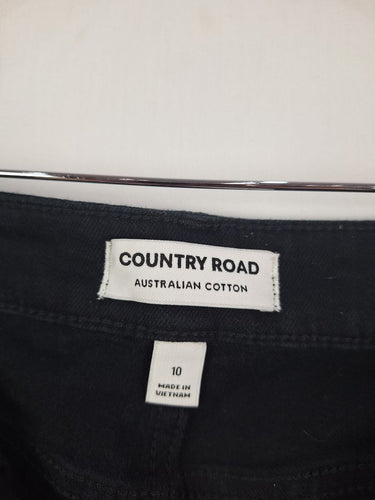 COUNTRY ROAD
AUSTRALIAN COTTON
10
MADE IN
VIETNAM